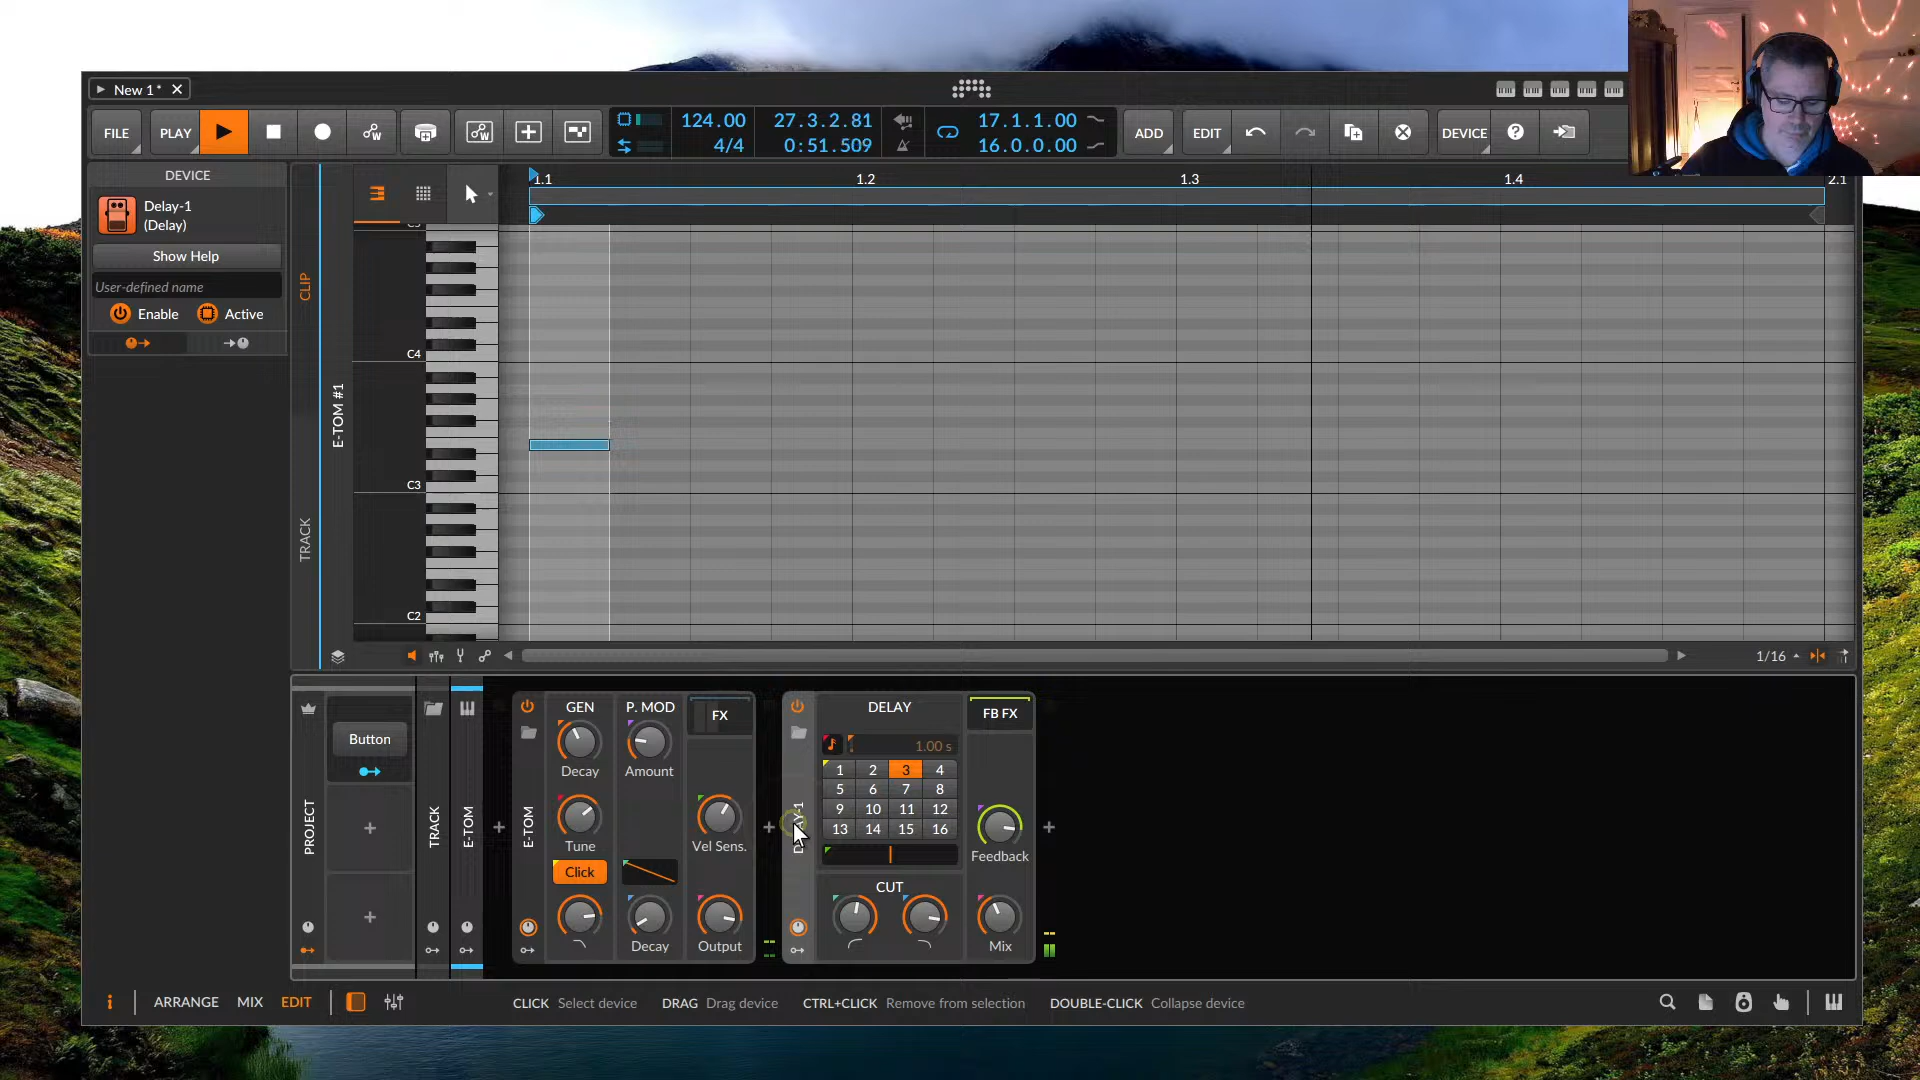 New 1*
FILE
PLAY
124.00
4/4
27.3.2.81
0:51.509
17.1.1.00
16.0.0.00
ADD
EDIT
DEVICE
DEVICE
Delay-1
(Delay)
Show Help
User-defined name
Enable
Active
CLIP
TRACK
E-TOM #1
1.1
1.2
1.3
1.4
2.1
C4
C3
C2
1/16
PROJECT
Button
TRACK
E-TOM
E-TOM
GEN
Decay
Tune
Click
P. MOD
Amount
Decay
FX
Vel Sens.
Output
DELAY
1.00 s
1 2 3 4
5 6 7 8
9 10 11 12
13 14 15 16
CUT
FB FX
Feedback
Mix
ARRANGE
MIX
EDIT
CLICK Select device
DRAG Drag device
CTRL+CLICK Remove from selection
DOUBLE-CLICK Collapse device